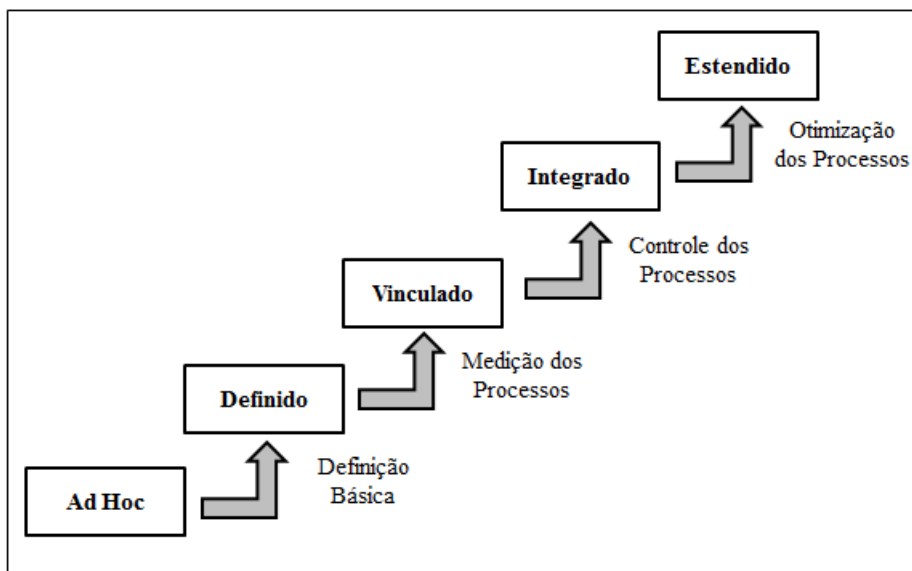 Estendido
Otimização
dos Processos
Integrado
Controle dos
Processos
Vinculado
Medição dos
Processos
Definido
Definição
Básica
Ad Hoc